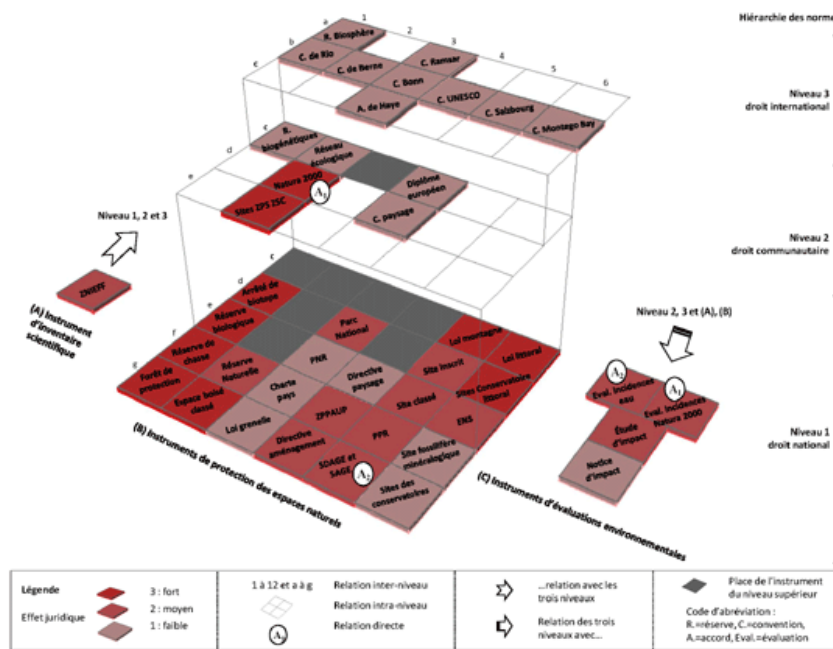 Hiérarchie des norme
a 1
b 2
c 3
4
5
6
R. Biosphère
C. de Rio
C. de Berne
C. Ramsar
C. Bonn
A. de Haye
C. UNESCO
C. Salzbourg
C. Montego Bay
Niveau 3
droit international
c
d
e
R.
biogénétiques
Réseau
écologique
Natura 2000
Sites ZPS ZSC
A1
Diplôme
européen
C. paysage
Niveau 2
droit communautaire
Niveau 1, 2 et 3
ZNIEFF
(A) Instrument
d'inventaire
scientifique
c
d
e
f
g
Arrêté de
biotope
Réserve
biologique
Réserve de chasse
Forêt de
protection
Parc
National
Réserve
Naturelle
Espace boisé
classé
PNR
Charte
pays
Loi grenelle
Directive
paysage
ZPPAUP
Directive
aménagement
Loi montagne
Loi littoral
Site inscrit
Site classé
Sites Conservatoire
littoral
PPR
ENS
SDAGE et
SAGE
A2
Site fossilifère
minéralogique
Sites des
conservatoires
(B) Instruments de protection des espaces naturels
Niveau 2, 3 et (A), (B)
A2
A1
Eval. Incidences
eau
Eval. Incidences
Natura 2000
Étude
d'impact
Notice
d'impact
(C) Instruments d'évaluations environnementales
Niveau 1
droit national
Légende
Effet juridique
3 : fort
2 : moyen
1 : faible
1 à 12 et a à g
Relation inter-niveau
Relation intra-niveau
Relation directe
...relation avec les
trois niveaux
Relation des trois
niveaux avec...
Place de l'instrument
du niveau supérieur
Code d'abréviation :
R.=réserve, C.=convention,
A.=accord, Eval.=évaluation